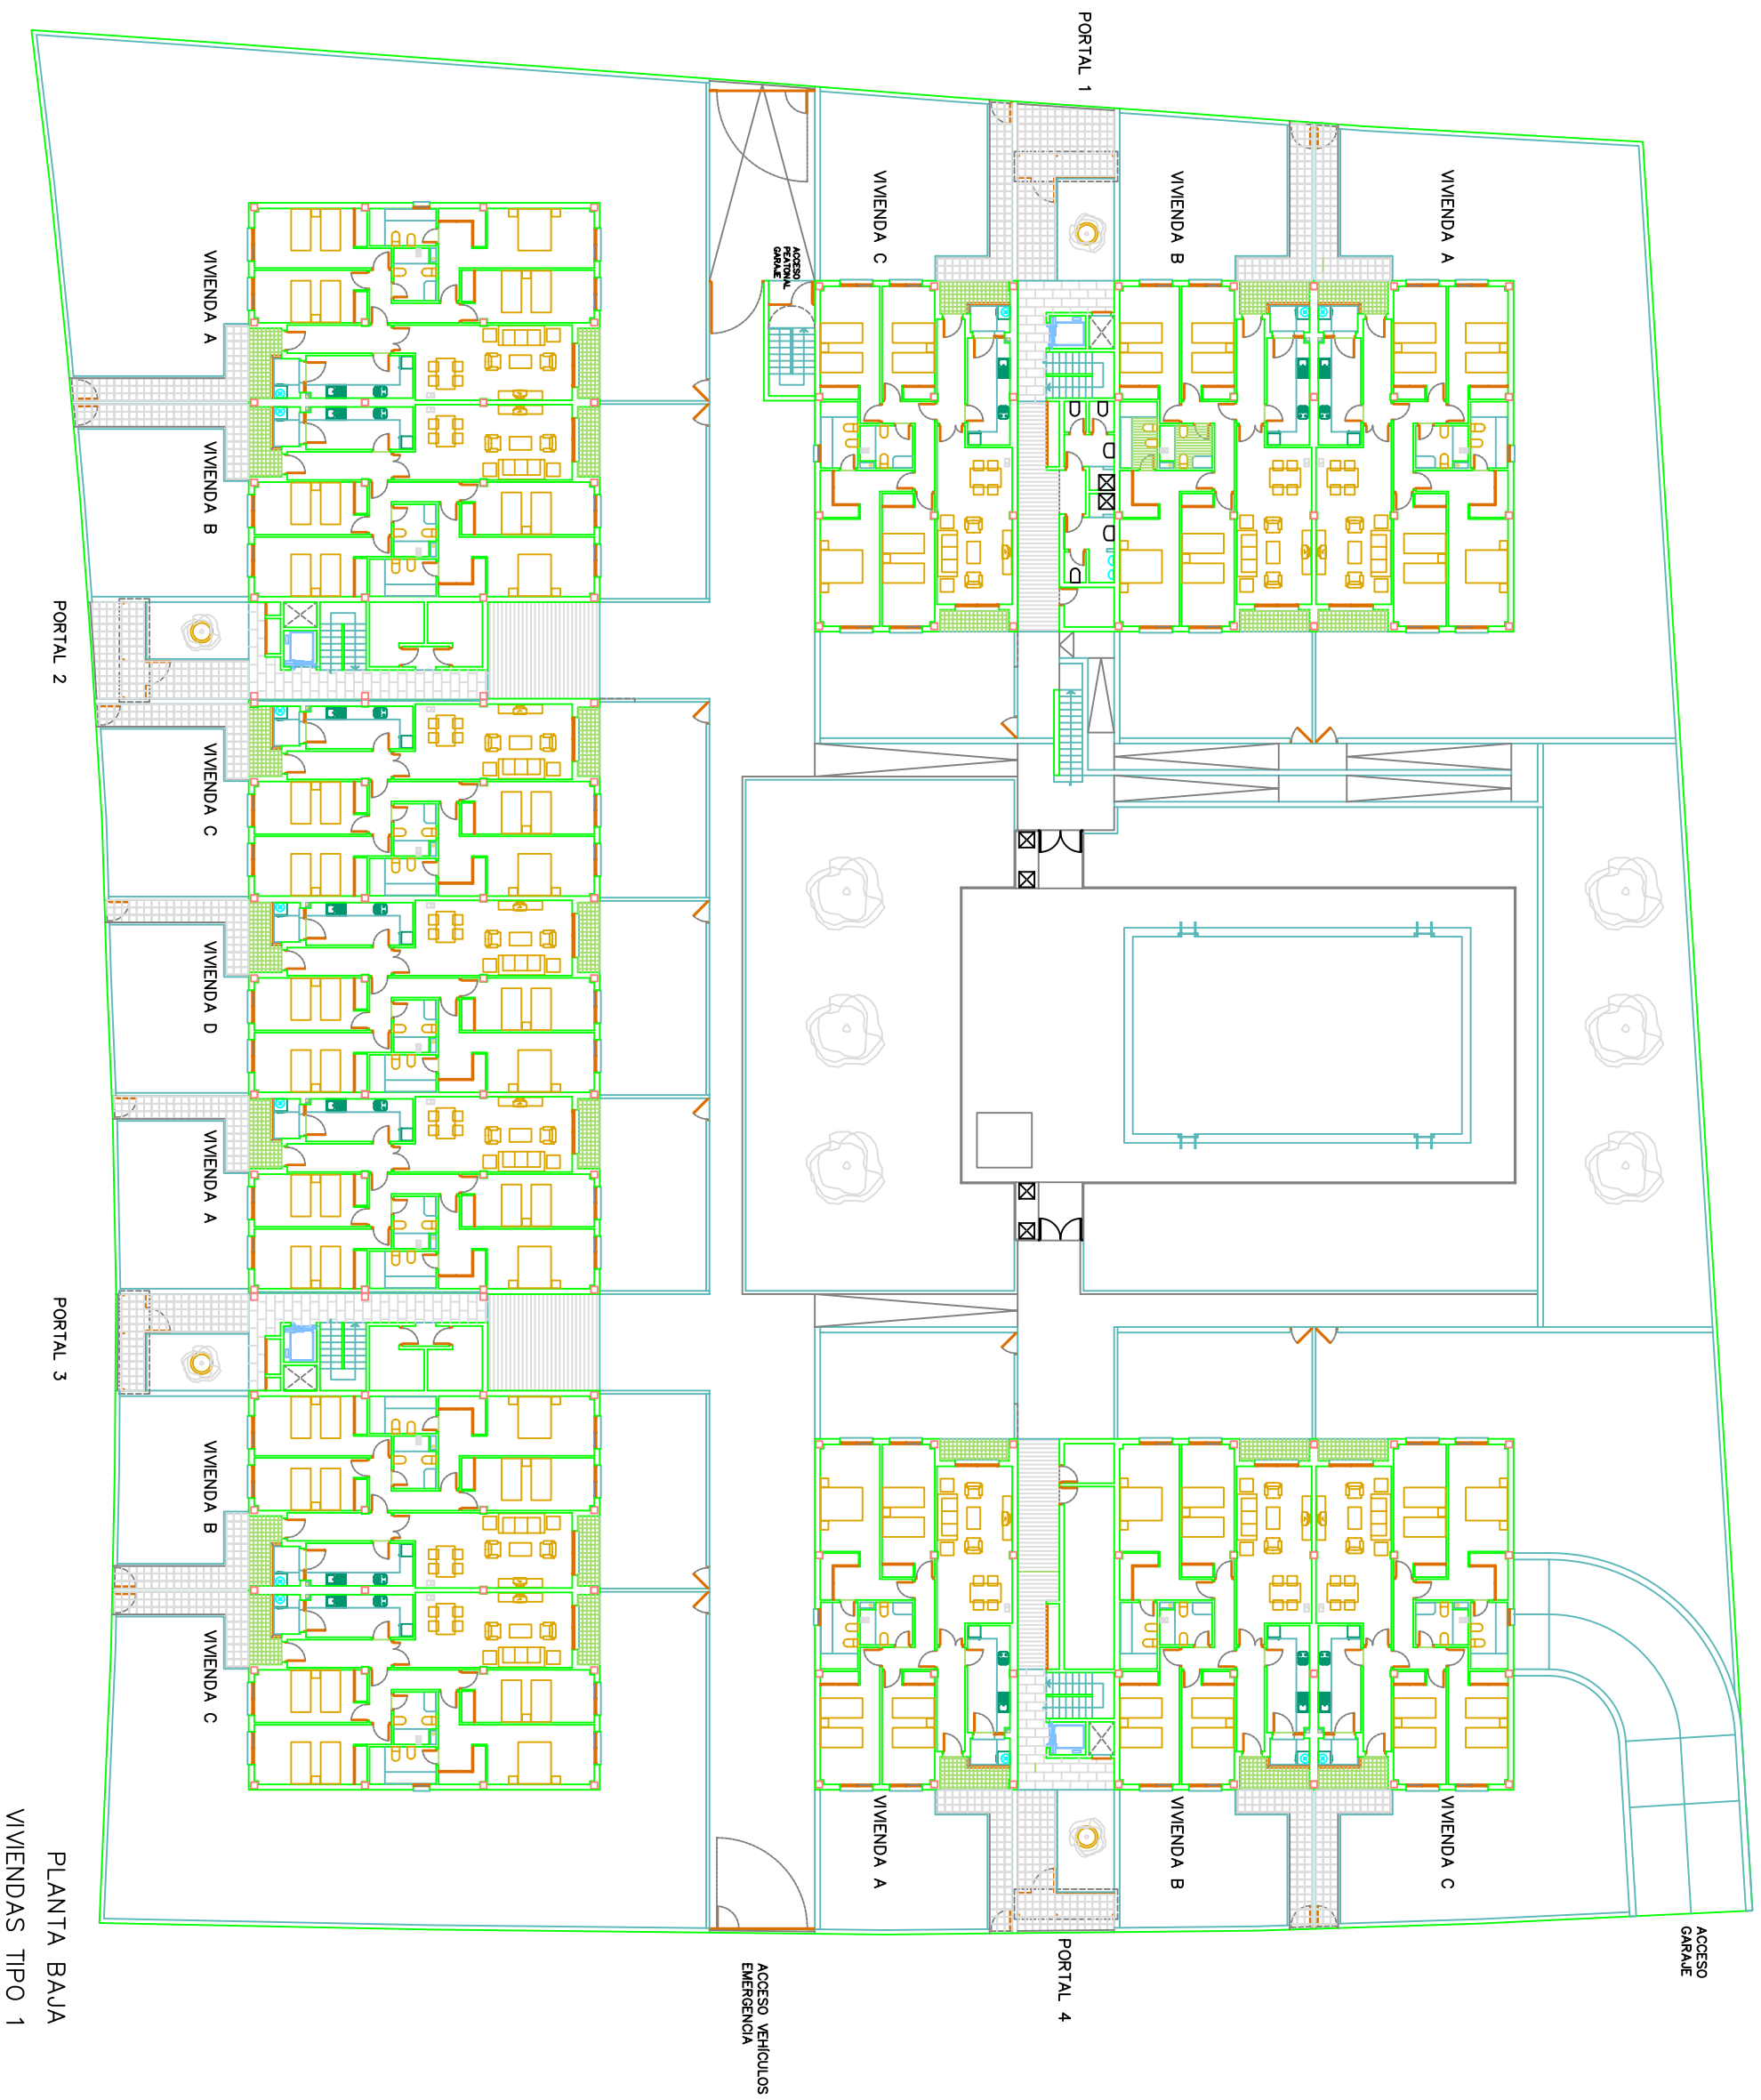 PORTAL 1
VIVIENDA C
VIVIENDA B
VIVIENDA A
ACCESO
PEATONAL
GARAJE
VIVIENDA A
VIVIENDA B
PORTAL 2
VIVIENDA C
VIVIENDA D
VIVIENDA A
PORTAL 3
VIVIENDA B
VIVIENDA C
VIVIENDA A
VIVIENDA B
VIVIENDA C
PORTAL 4
ACCESO
GARAJE
ACCESO VEHÍCULOS
EMERGENCIA
PLANTA BAJA
VIVIENDAS TIPO 1